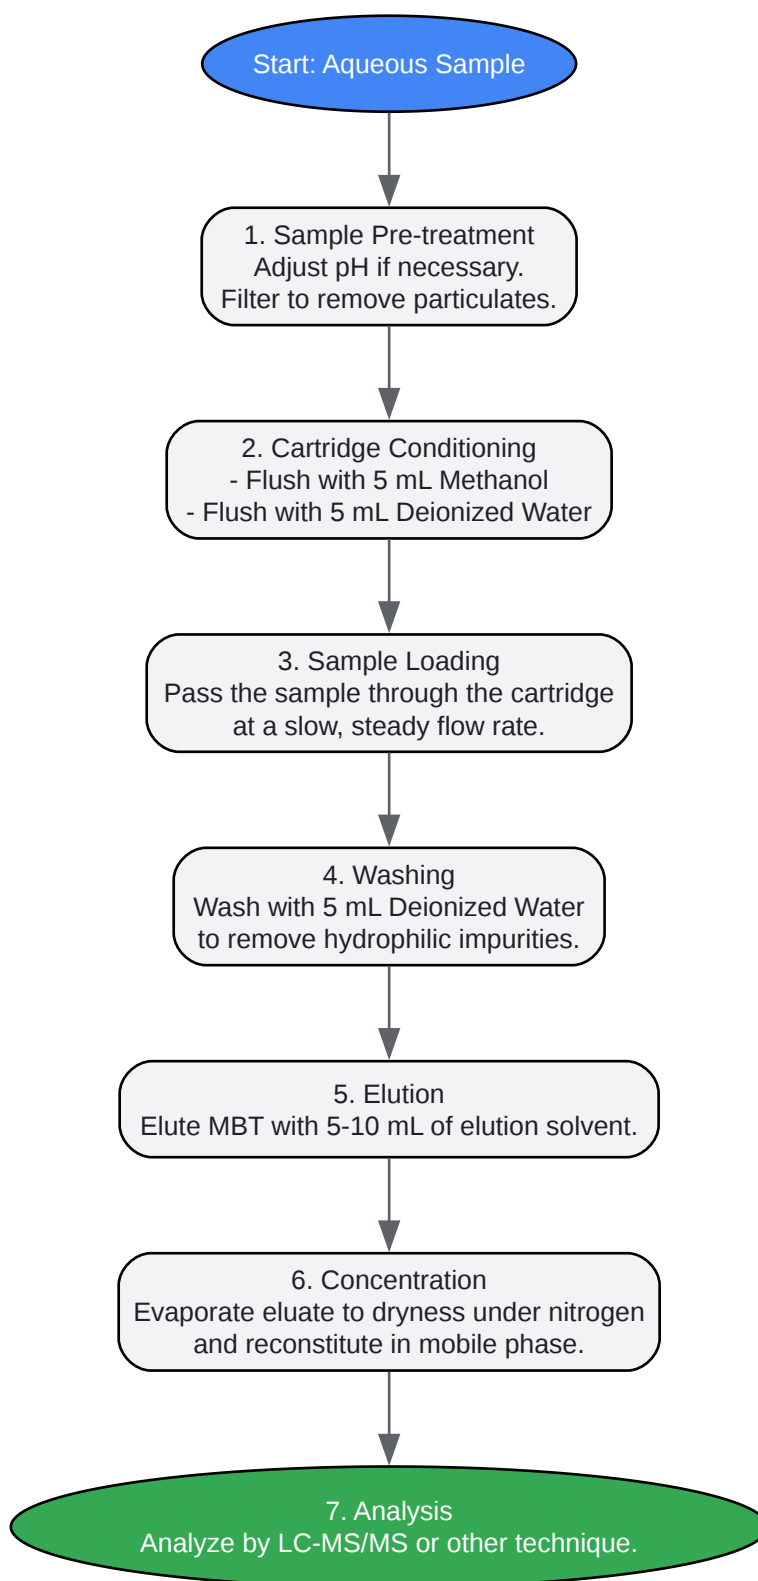 Start: Aqueous Sample
1. Sample Pre-treatment
Adjust pH if necessary.
Filter to remove particulates.
2. Cartridge Conditioning
- Flush with 5 mL Methanol
- Flush with 5 mL Deionized Water
3. Sample Loading
Pass the sample through the cartridge
at a slow, steady flow rate.
4. Washing
Wash with 5 mL Deionized Water
to remove hydrophilic impurities.
5. Elution
Elute MBT with 5-10 mL of elution solvent.
6. Concentration
Evaporate eluate to dryness under nitrogen
and reconstitute in mobile phase.
7. Analysis
Analyze by LC-MS/MS or other technique.